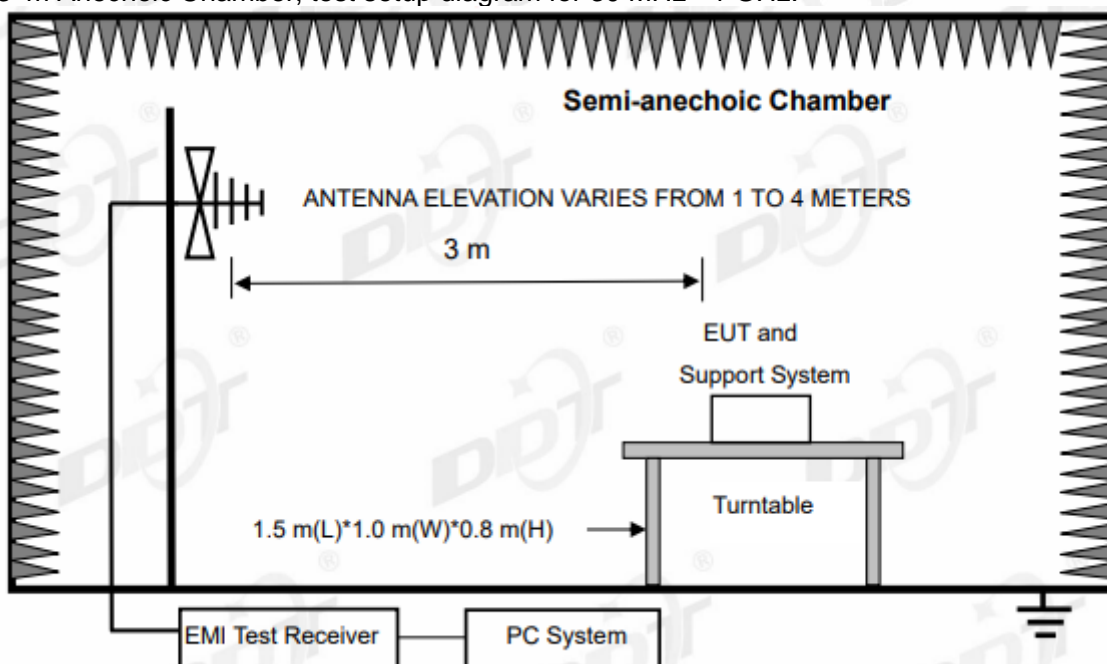 Semi-anechoic Chamber
ANTENNA ELEVATION VARIES FROM 1 TO 4 METERS
3 m
EUT and
Support System
Turntable
1.5 m(L)*1.0 m(W)*0.8 m(H)
EMI Test Receiver
PC System
DDT
®